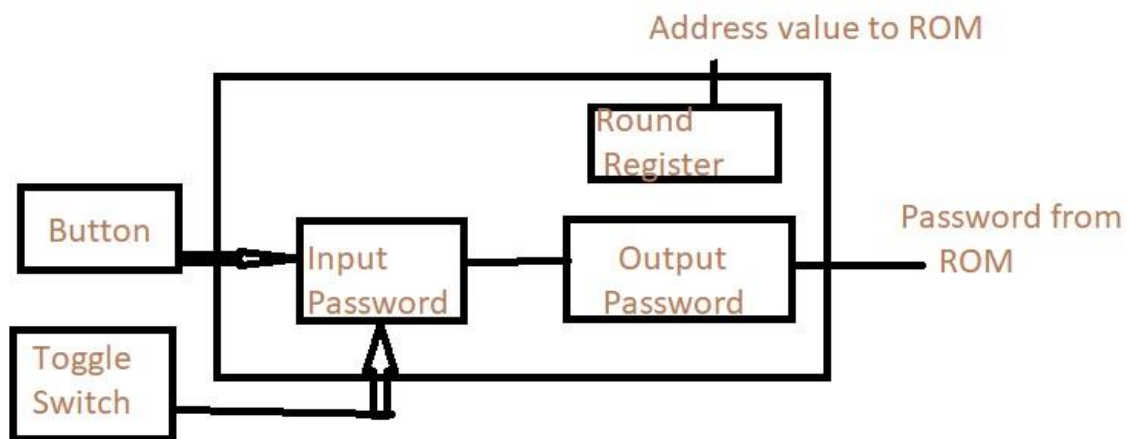 Address value to ROM
Round
Register
Button
Input
Password
Output
Password
Password from
ROM
Toggle
Switch